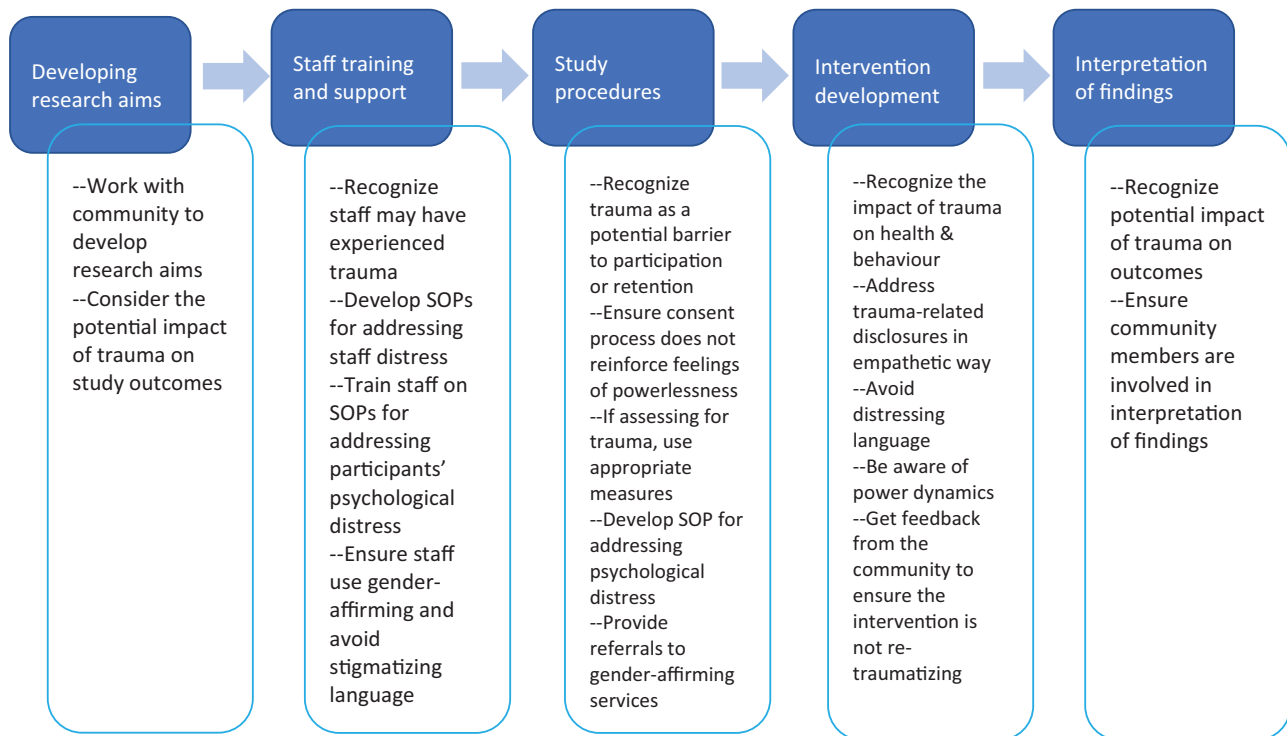 Developing
research aims
--Work with
community to
develop
research aims
--Consider the
potential impact
of trauma on
study outcomes
Staff training
and support
--Recognize
staff may have
experienced
trauma
--Develop SOPs
for addressing
staff distress
--Train staff on
SOPs for
addressing
participants’
psychological
distress
--Ensure staff
use gender-
affirming and
avoid
stigmatizing
language
Study
procedures
--Recognize
trauma as a
potential barrier
to participation
or retention
--Ensure consent
process does not
reinforce feelings
of powerlessness
--If assessing for
trauma, use
appropriate
measures
--Develop SOP for
addressing
psychological
distress
--Provide
referrals to
gender-affirming
services
Intervention
development
--Recognize the
impact of trauma
on health &
behaviour
--Address
trauma-related
disclosures in
empathetic way
--Avoid
distressing
language
--Be aware of
power dynamics
--Get feedback
from the
community to
ensure the
intervention is
not re-
traumatizing
Interpretation
of findings
--Recognize
potential impact
of trauma on
outcomes
--Ensure
community
members are
involved in
interpretation
of findings